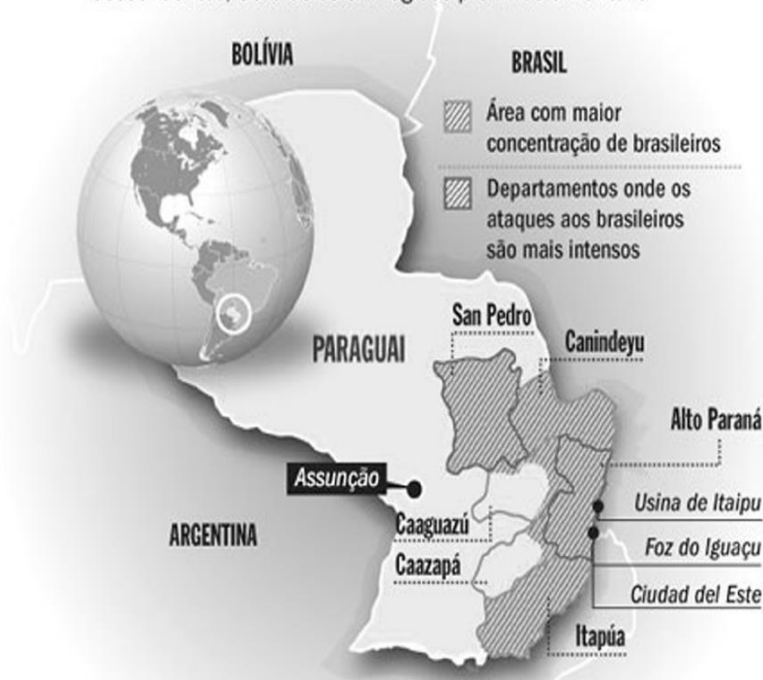 BOLÍVIA
BRASIL
Área com maior
concentração de brasileiros
Departamentos onde os
ataques aos brasileiros
são mais intensos
San Pedro
PARAGUAI
Canindeyu
Alto Paraná
Assunção
Usina de Itaipu
ARGENTINA
Caaguazú
Foz do Iguaçu
Caazapá
Ciudad del Este
Itapúa